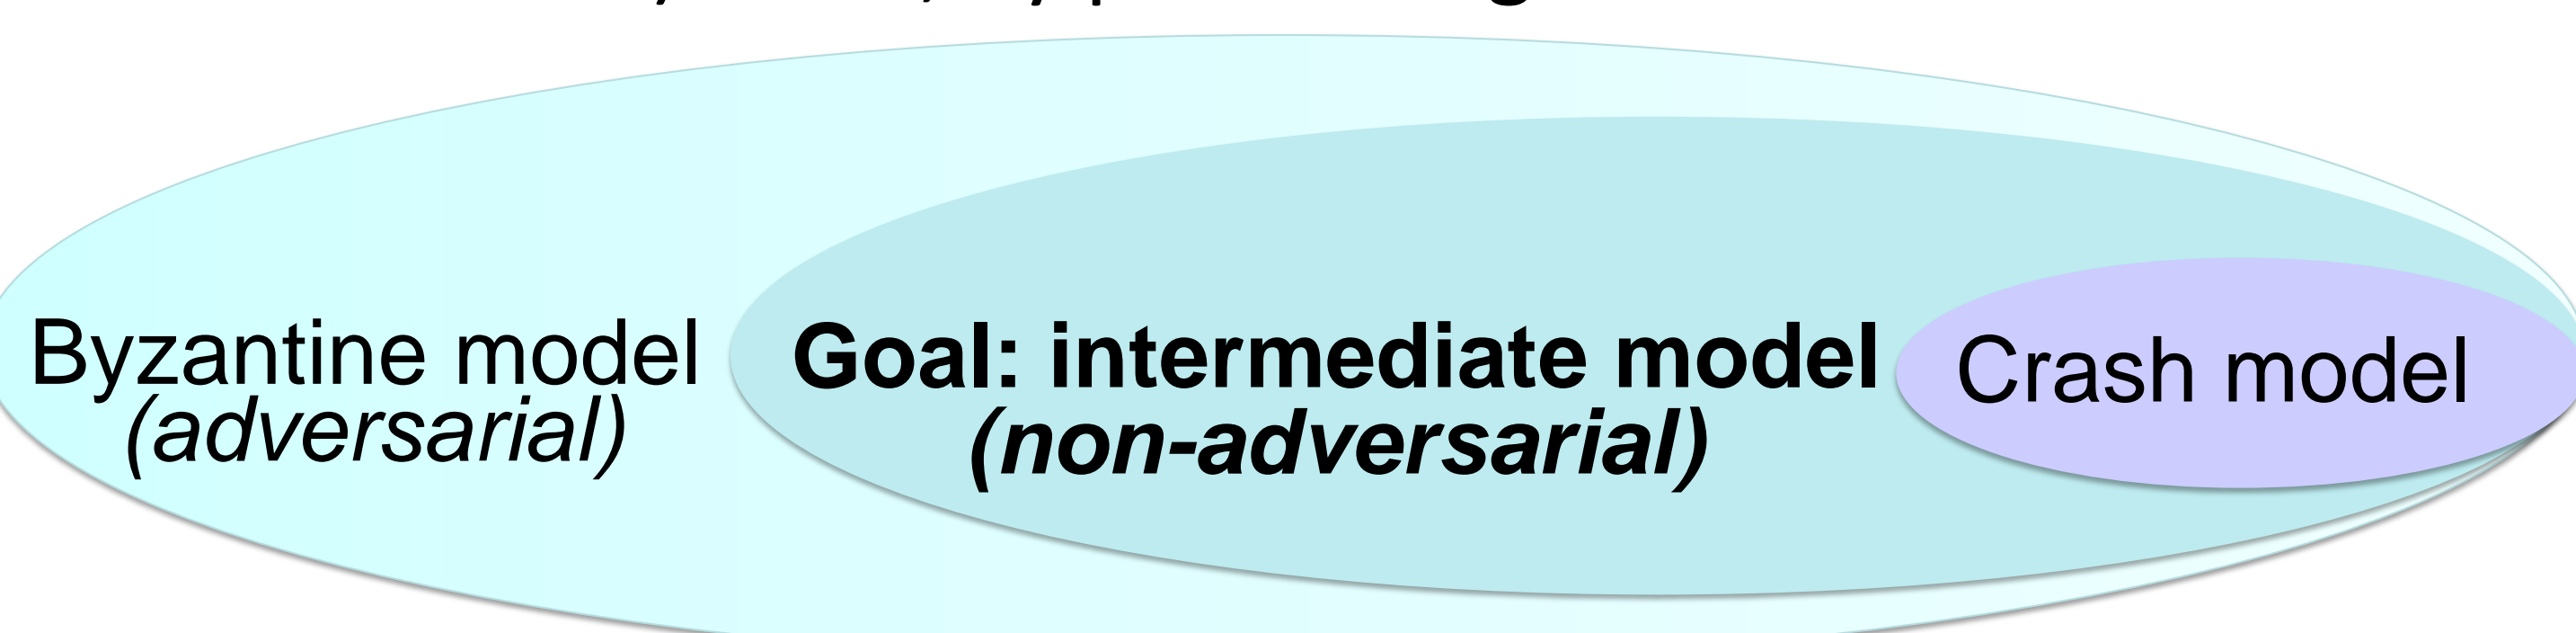 Byzantine model
(adversarial)
Goal: intermediate model
(non-adversarial)
Crash model